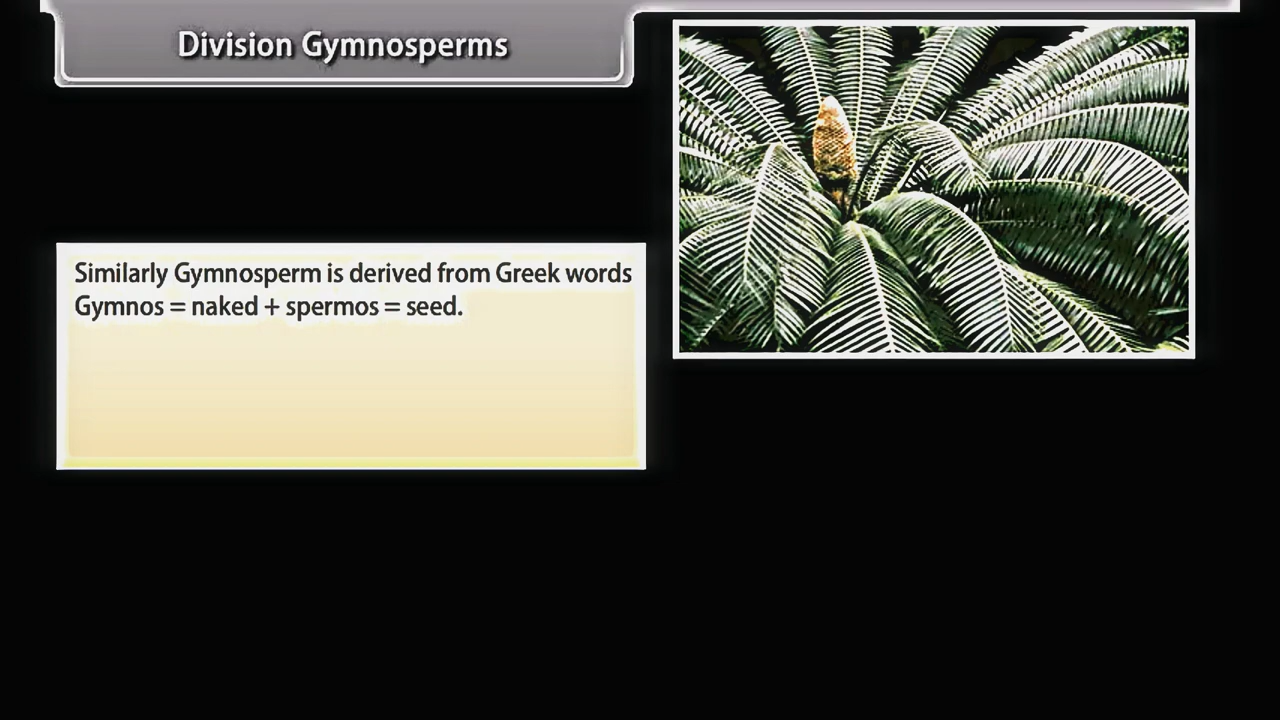 Division Gymnosperms
Similarly Gymnosperm is derived from Greek words
Gymnos = naked + spermos = seed.